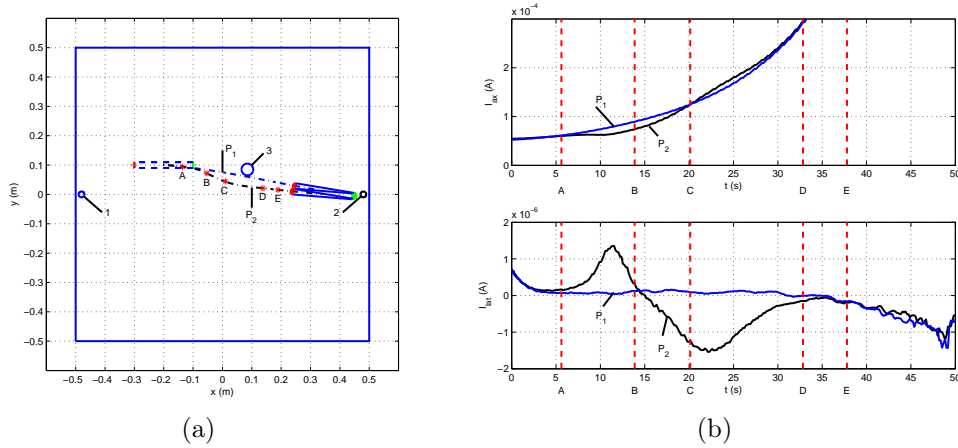 0.5
0.4
0.3
0.2
0.1
0
−0.1
−0.2
−0.3
−0.4
−0.5
y (m)
−0.5 −0.4 −0.3 −0.2 −0.1 0 0.1 0.2 0.3 0.4 0.5
x (m)
P1
3
A
B
C
D
E
P2
1
2
(a)
x 10−4
2
0
I ax (A)
P1
P2
0 5 10 15 20 25 30 35 40 45 50
t (s)
A B C D E
x 10−6
2
1
0
−1
−2
I lat (A)
P1
P2
0 5 10 15 20 25 30 35 40 45 50
t (s)
A B C D E
(b)